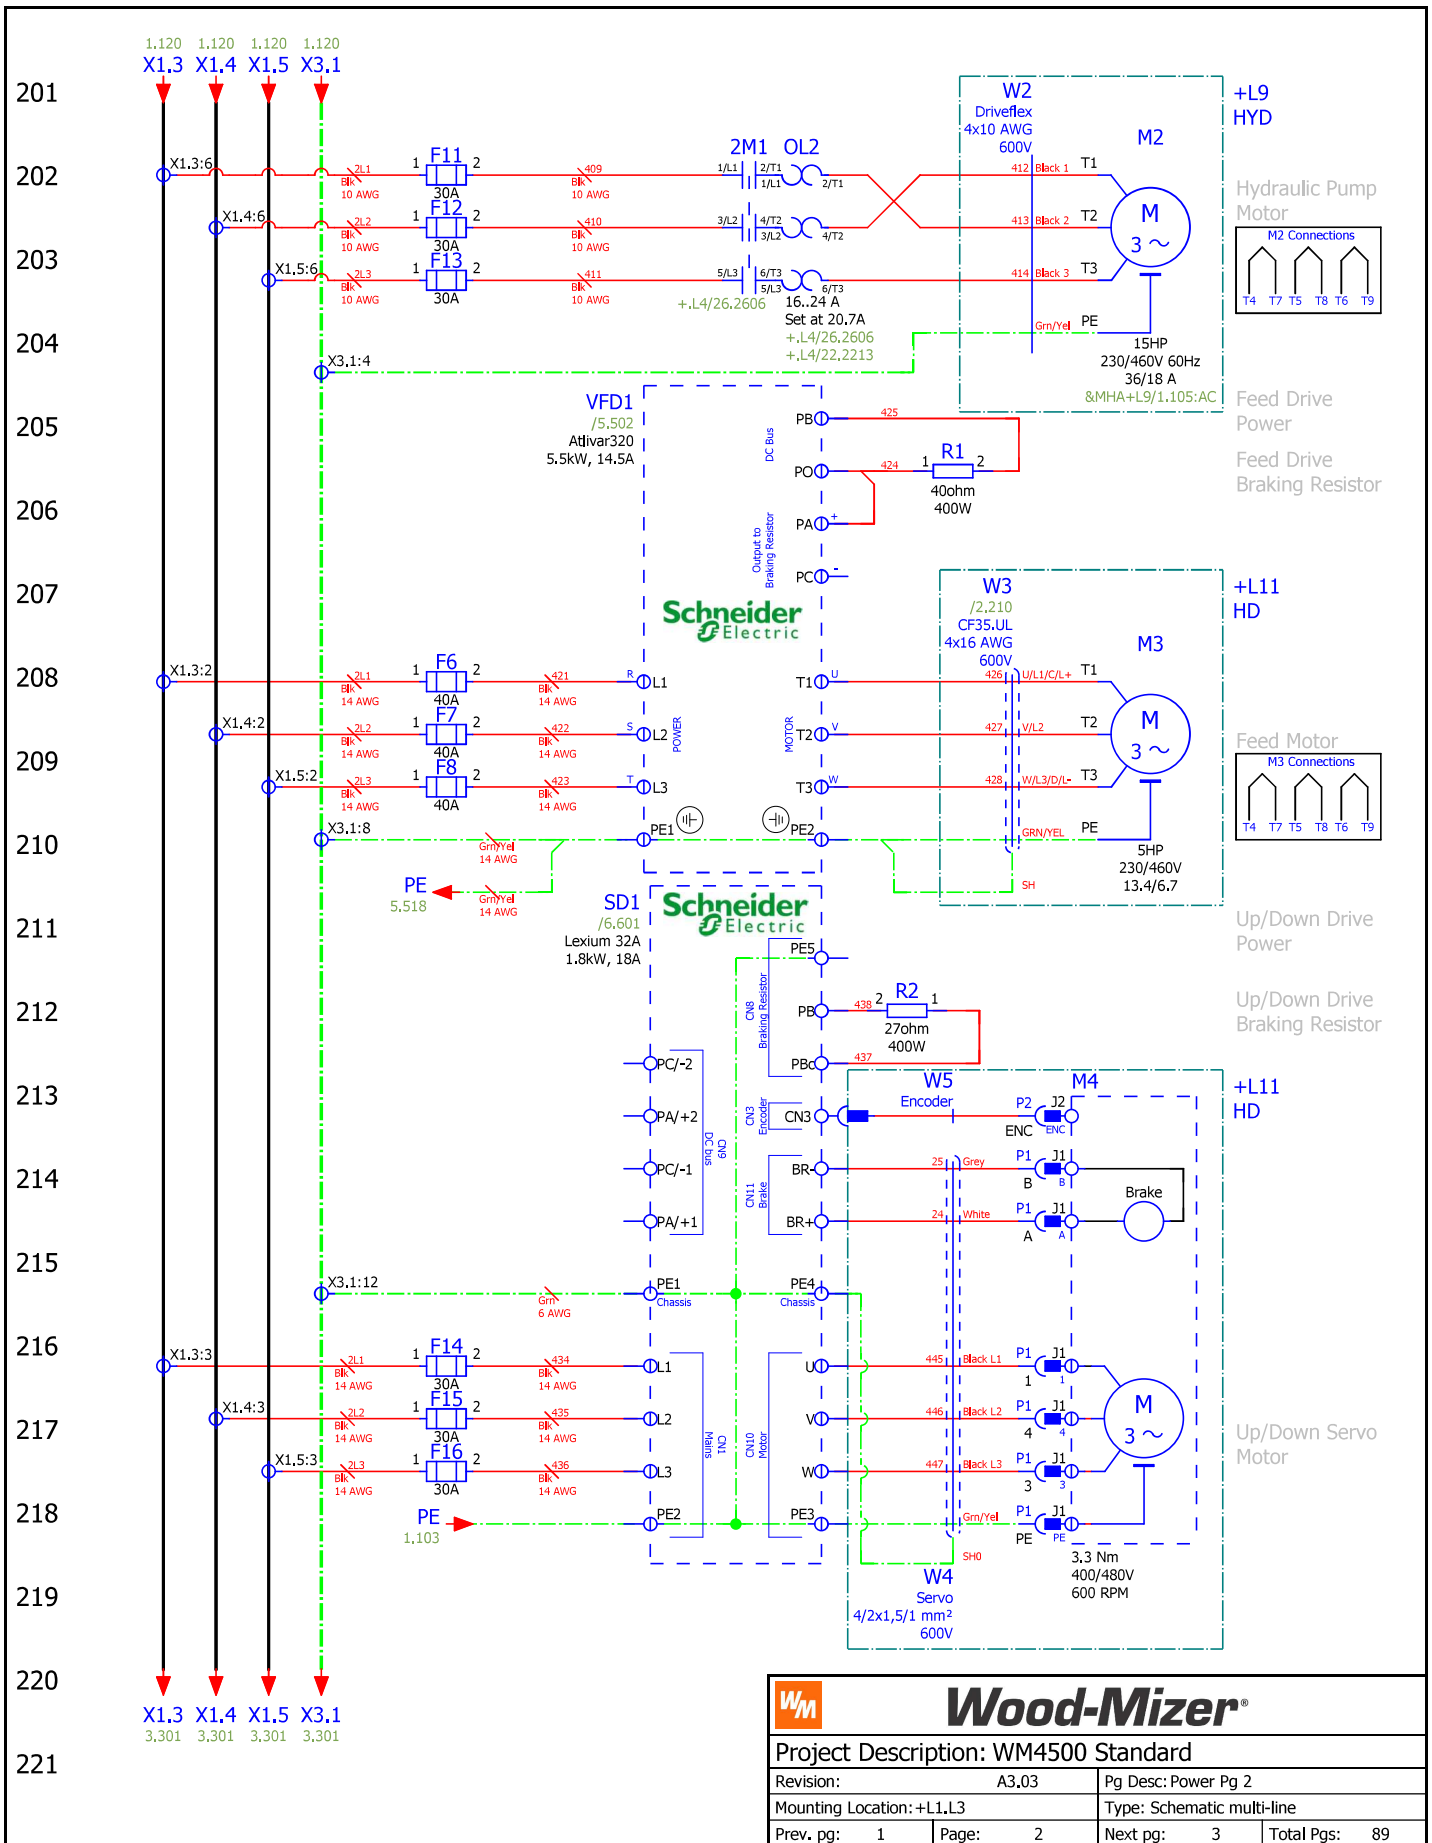 1.120 1.120 1.120 1.120
X1.3 X1.4 X1.5 X3.1
201
202
203
204
205
206
207
208
209
210
211
212
213
214
215
216
217
218
219
220
221
X1.3:6 2L1 Blk 10 AWG 1 F11 2 30A 409 Blk 10 AWG
X1.4:6 2L2 Blk 10 AWG 1 F12 2 30A 410 Blk 10 AWG
X1.5:6 2L3 Blk 10 AWG 1 F13 2 30A 411 Blk 10 AWG
2M1 OL2
1/L1 2/T1 1/L1 2/T1
3/L2 4/T2 3/L2 4/T2
5/L3 6/T3 5/L3 6/T3
+.L4/26.2606
16..24 A
Set at 20.7A
+.L4/26.2606
+.L4/22.2213
W2
Driveflex
4x10 AWG
600V
M2
412 Black 1 T1
413 Black 2 T2
414 Black 3 T3
Grn/Yel PE
M
3 ~
15HP
230/460V 60Hz
36/18 A
&MHA+L9/1.105:AC
+L9
HYD
Hydraulic Pump
Motor
M2 Connections
T4 T7 T5 T8 T6 T9
X3.1:4
VFD1
/5.502
Atlivar320
5.5kW, 14.5A
DC Bus
Output to
Braking Resistor
PB 425
PO 424
PA +
PC -
1 R1 2
40ohm
400W
Feed Drive
Power
Feed Drive
Braking Resistor
Schneider
Electric
X1.3:2 2L1 Blk 14 AWG 1 F6 2 40A 421 Blk 14 AWG R L1
X1.4:2 2L2 Blk 14 AWG 1 F7 2 40A 422 Blk 14 AWG S L2
X1.5:2 2L3 Blk 14 AWG 1 F8 2 40A 423 Blk 14 AWG T L3
POWER
MOTOR
T1 U
T2 V
T3 W
PE1 PE2
W3
/2.210
CF35.UL
4x16 AWG
600V
M3
426 U/L1/C/L+ T1
427 V/L2 T2
428 W/L3/D/L- T3
GRN/YEL PE
SH
M
3 ~
5HP
230/460V
13.4/6.7
+L11
HD
Feed Motor
M3 Connections
T4 T7 T5 T8 T6 T9
X3.1:8
Grn/Yel
14 AWG
PE
5.518
Grn/Yel
14 AWG
SD1
/6.601
Lexium 32A
1.8kW, 18A
Schneider
Electric
Up/Down Drive
Power
Up/Down Drive
Braking Resistor
PE5
PB 438 2 R2 1
27ohm
400W
PBc 437
CN8
Braking Resistor
PC/-2
PA/+2
PC/-1
PA/+1
CN9
DC bus
CN3
Encoder
CN3
CN11
Brake
BR-
BR+
W5
Encoder
M4
P2 J2
ENC ENC
25 Grey P1 J1
B B
24 White P1 J1
A A
Brake
+L11
HD
X3.1:12
Grn
6 AWG
PE1
Chassis
PE4
Chassis
X1.3:3 2L1 Blk 14 AWG 1 F14 2 30A 434 Blk 14 AWG L1
X1.4:3 2L2 Blk 14 AWG 1 F15 2 30A 435 Blk 14 AWG L2
X1.5:3 2L3 Blk 14 AWG 1 F16 2 30A 436 Blk 14 AWG L3
CN1
Mains
CN10
Motor
U 445 Black L1 P1 J1
1 1
V 446 Black L2 P1 J1
4 4
W 447 Black L3 P1 J1
3 3
PE
1.103
PE2 PE3 Grn/Yel P1 J1
PE PE
SH0
M
3 ~
3.3 Nm
400/480V
600 RPM
W4
Servo
4/2x1,5/1 mm²
600V
Up/Down Servo
Motor
X1.3 X1.4 X1.5 X3.1
3.301 3.301 3.301 3.301
WM
Wood-Mizer®
Project Description: WM4500 Standard
Revision: A3.03 Pg Desc: Power Pg 2
Mounting Location: +L1.L3 Type: Schematic multi-line
Prev. pg: 1 Page: 2 Next pg: 3 Total Pgs: 89